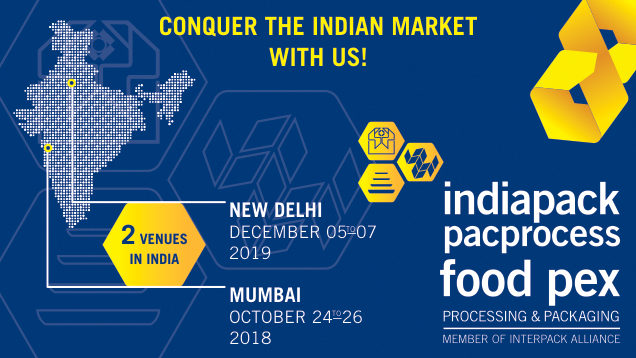 CONQUER THE INDIAN MARKET
WITH US!
2 VENUES
IN INDIA
NEW DELHI
DECEMBER 05TO07
2019
MUMBAI
OCTOBER 24TO26
2018
indiapack
pacprocess
food pex
PROCESSING & PACKAGING
MEMBER OF INTERPACK ALLIANCE